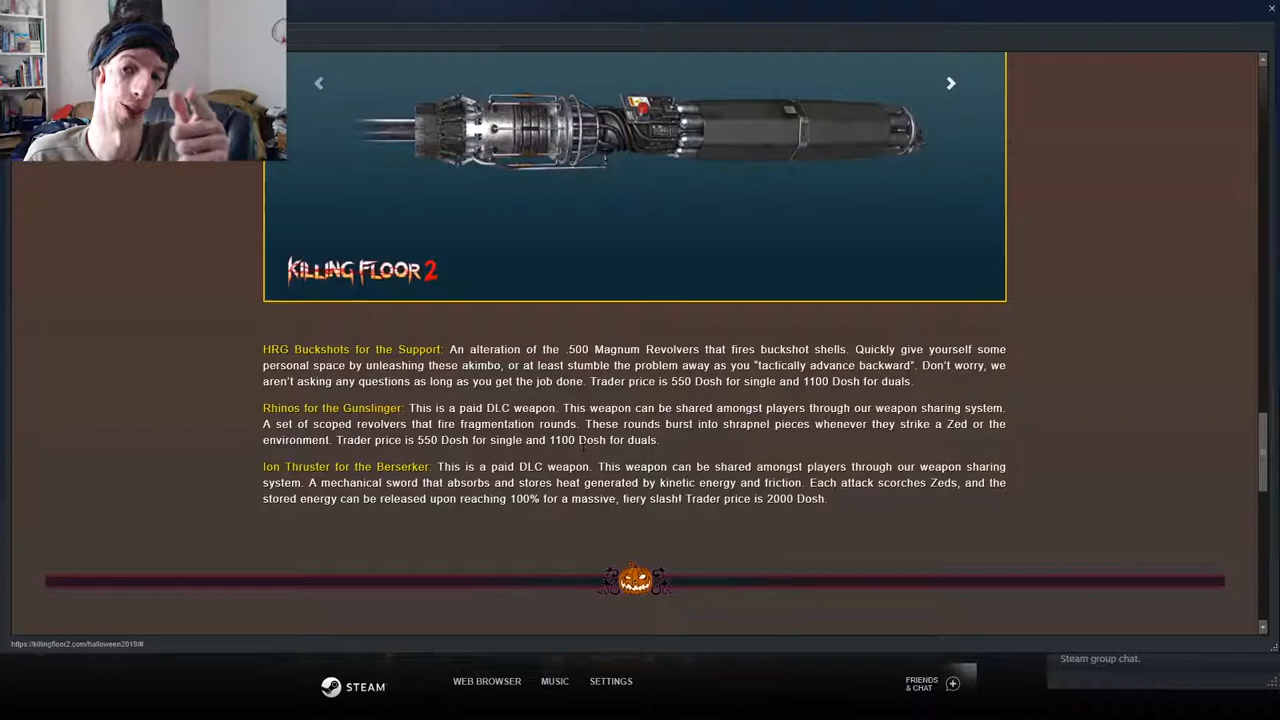 KILLING FLOOR 2
HRG Buckshots for the Support: An alteration of the .500 Magnum Revolvers that fires buckshot shells. Quickly give yourself some
personal space by unleashing these akimbo, or at least stumble the problem away as you "tactically advance backward". Don't worry, we
aren't asking any questions as long as you get the job done. Trader price is 550 Dosh for single and 1100 Dosh for duals.
Rhinos for the Gunslinger: This is a paid DLC weapon. This weapon can be shared amongst players through our weapon sharing system.
A set of scoped revolvers that fire fragmentation rounds. These rounds burst into shrapnel pieces whenever they strike a Zed or the
environment. Trader price is 550 Dosh for single and 1100 Dosh for duals.
Ion Thruster for the Berserker: This is a paid DLC weapon. This weapon can be shared amongst players through our weapon sharing
system. A mechanical sword that absorbs and stores heat generated by kinetic energy and friction. Each attack scorches Zeds, and the
stored energy can be released upon reaching 100% for a massive, fiery slash! Trader price is 2000 Dosh.
https://killingfloor2.com/halloween2019/#
Steam group chat.
STEAM
WEB BROWSER MUSIC SETTINGS
FRIENDS
& CHAT